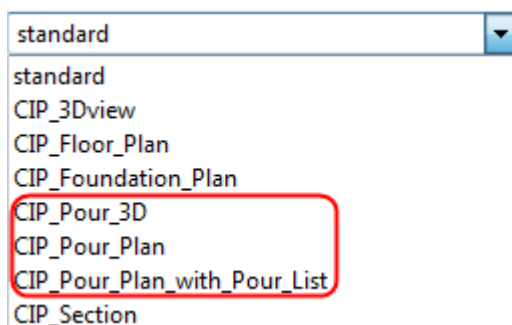 standard
standard
CIP_3Dview
CIP_Floor_Plan
CIP_Foundation_Plan
CIP_Pour_3D
CIP_Pour_Plan
CIP_Pour_Plan_with_Pour_List
CIP_Section